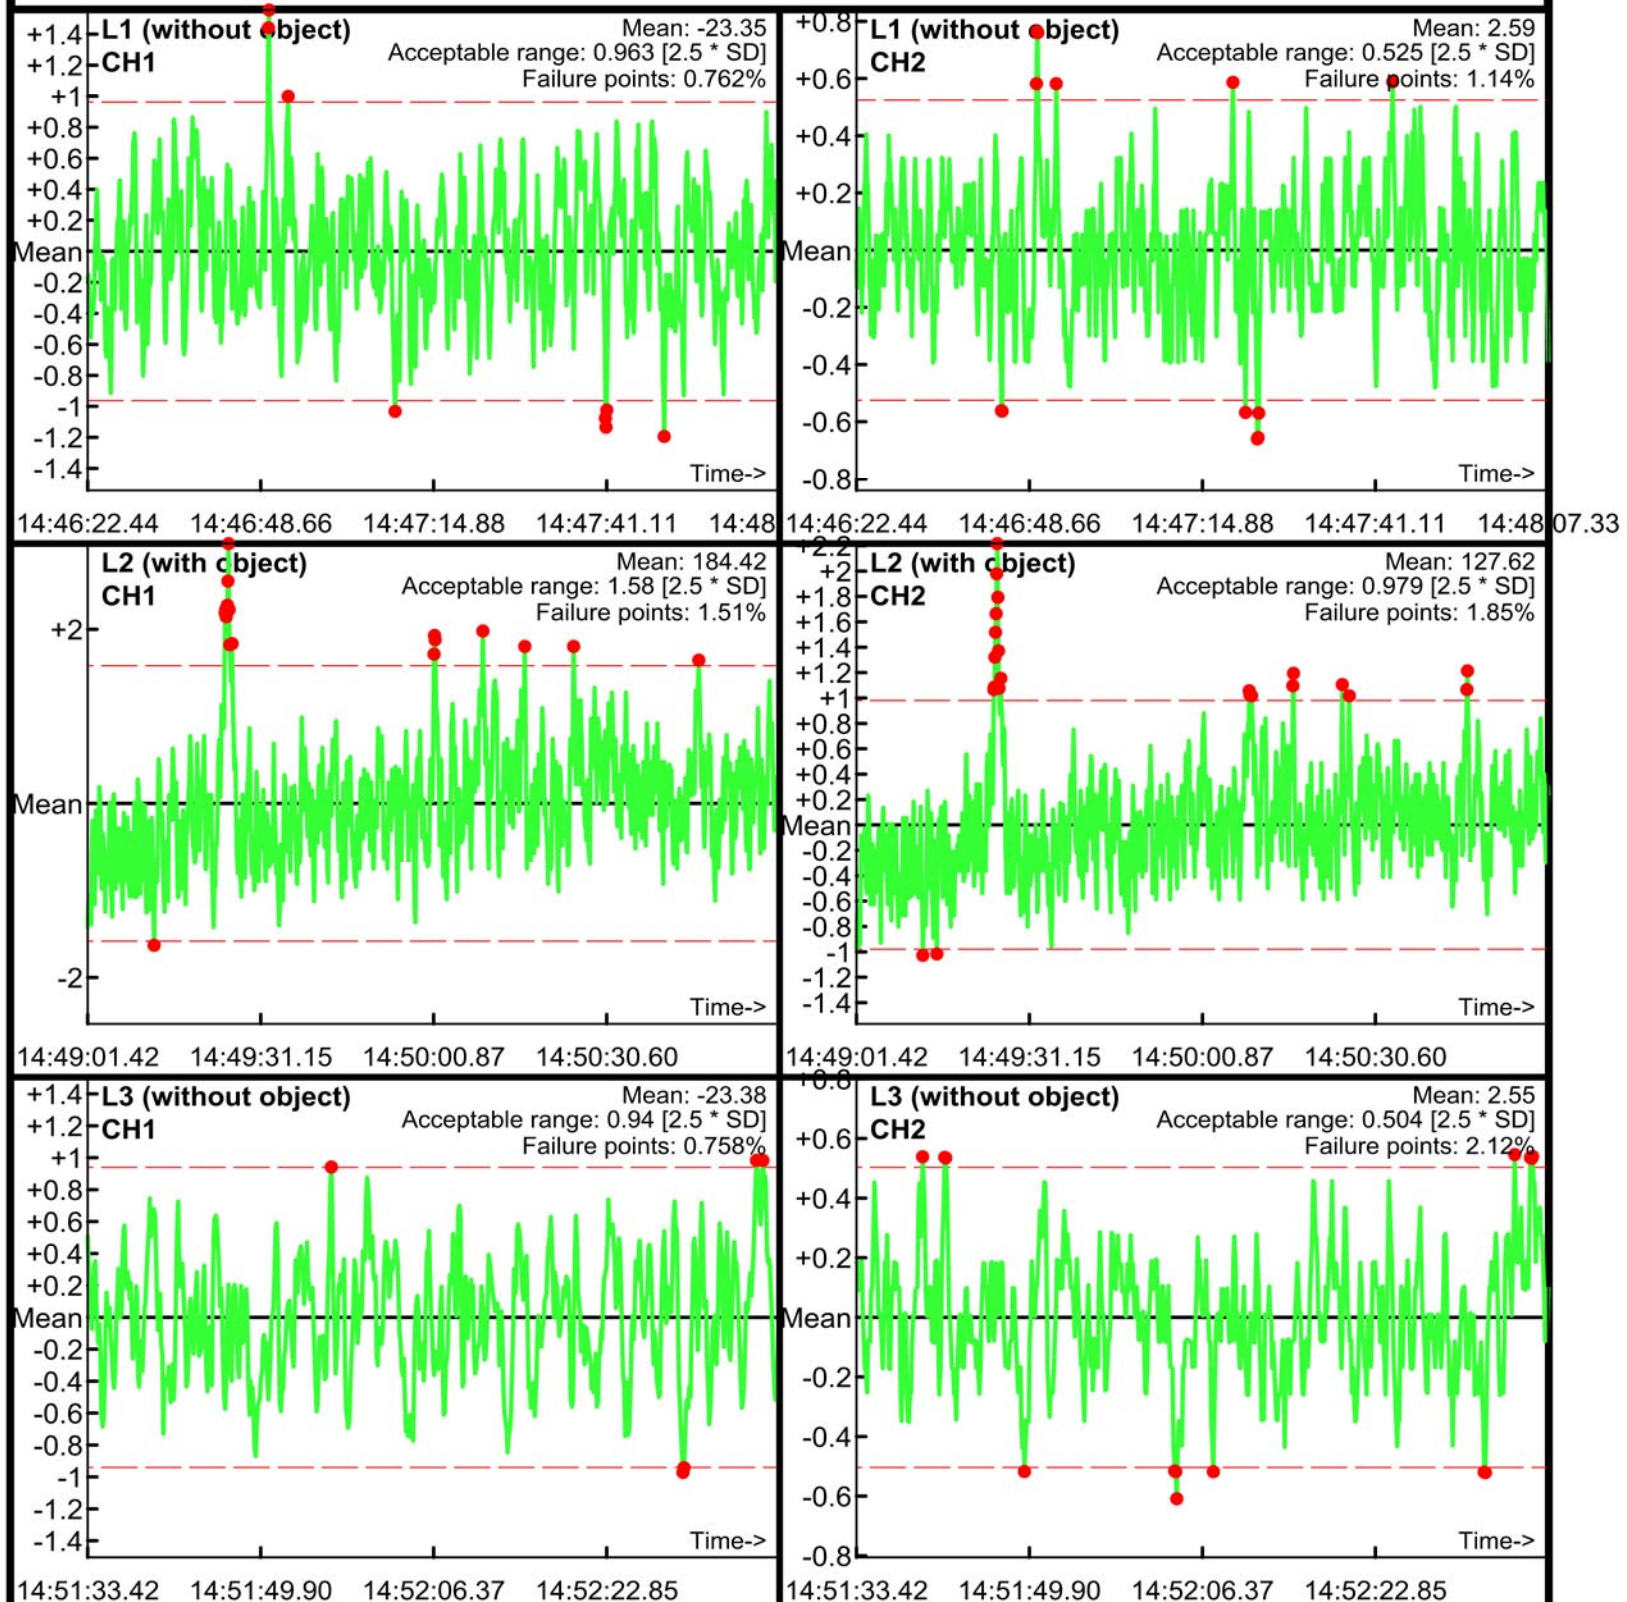 L1 (without object)
CH1
Mean: -23.35
Acceptable range: 0.963 [2.5 * SD]
Failure points: 0.762%
+1.4
+1.2
+1
+0.8
+0.6
+0.4
+0.2
Mean
-0.2
-0.4
-0.6
-0.8
-1
-1.2
-1.4
Time->
14:46:22.44 14:46:48.66 14:47:14.88 14:47:41.11 14:48
L1 (without object)
CH2
Mean: 2.59
Acceptable range: 0.525 [2.5 * SD]
Failure points: 1.14%
+0.8
+0.6
+0.4
+0.2
Mean
-0.2
-0.4
-0.6
-0.8
Time->
14:46:22.44 14:46:48.66 14:47:14.88 14:47:41.11 14:48:07.33
L2 (with object)
CH1
Mean: 184.42
Acceptable range: 1.58 [2.5 * SD]
Failure points: 1.51%
+2
Mean
-2
Time->
14:49:01.42 14:49:31.15 14:50:00.87 14:50:30.60
L2 (with object)
CH2
Mean: 127.62
Acceptable range: 0.979 [2.5 * SD]
Failure points: 1.85%
+2.2
+2
+1.8
+1.6
+1.4
+1.2
+1
+0.8
+0.6
+0.4
+0.2
Mean
-0.2
-0.4
-0.6
-0.8
-1
-1.2
-1.4
Time->
14:49:01.42 14:49:31.15 14:50:00.87 14:50:30.60
L3 (without object)
CH1
Mean: -23.38
Acceptable range: 0.94 [2.5 * SD]
Failure points: 0.758%
+1.4
+1.2
+1
+0.8
+0.6
+0.4
+0.2
Mean
-0.2
-0.4
-0.6
-0.8
-1
-1.2
-1.4
Time->
14:51:33.42 14:51:49.90 14:52:06.37 14:52:22.85
L3 (without object)
CH2
Mean: 2.55
Acceptable range: 0.504 [2.5 * SD]
Failure points: 2.12%
+0.8
+0.6
+0.4
+0.2
Mean
-0.2
-0.4
-0.6
-0.8
Time->
14:51:33.42 14:51:49.90 14:52:06.37 14:52:22.85